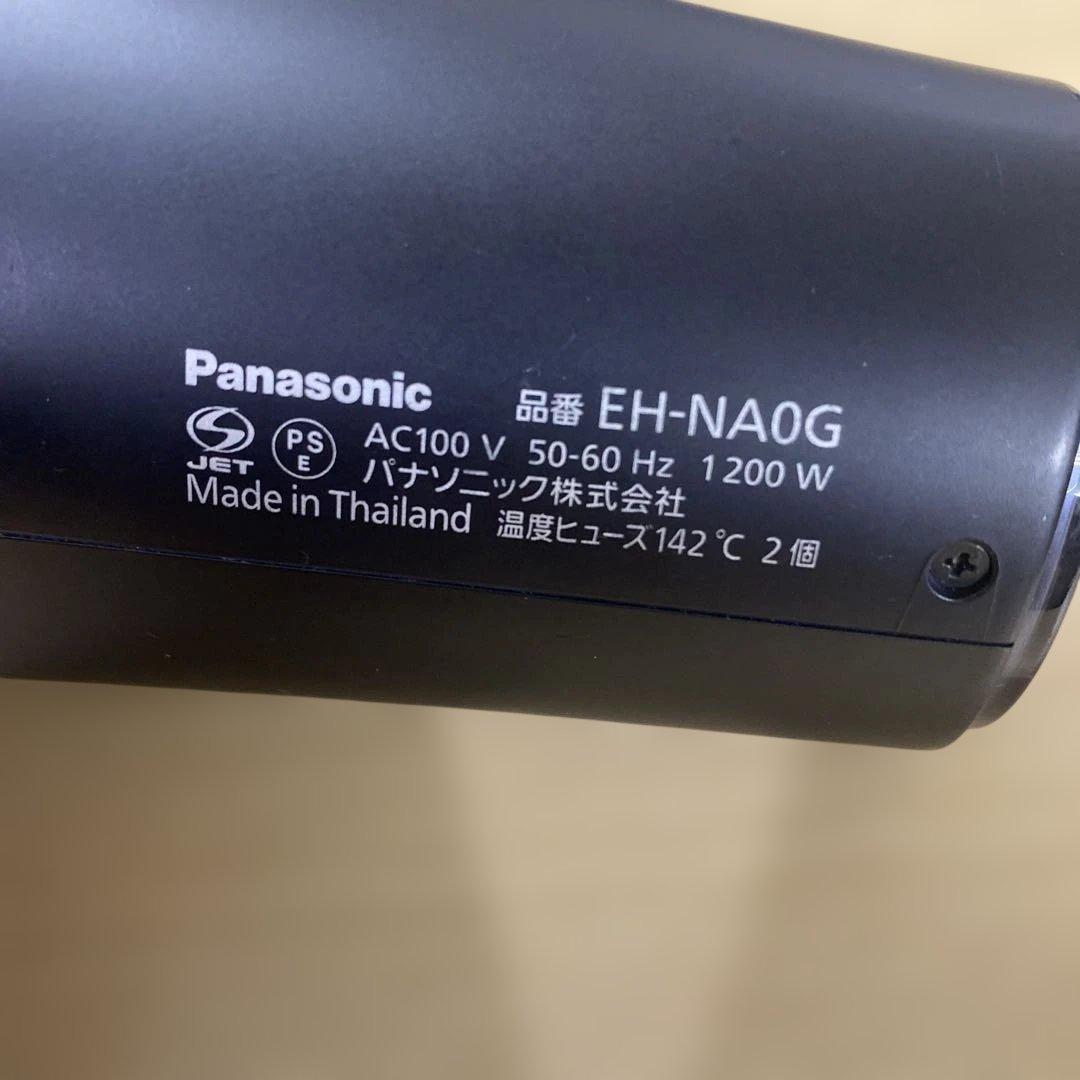 Panasonic 品番 EH-NA0G
JET PSE AC100 V 50-60 Hz 1200 W
パナソニック株式会社
Made in Thailand 温度ヒューズ142℃ 2個